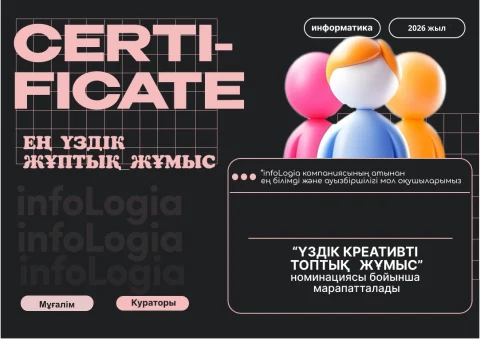 CERTI-
FICATE
информатика
2026 жыл
ЕҢ ҮЗДІК
ЖҰПТЫҚ ЖҰМЫС
"infoLogia компаниясының атынан
ең білімді және ауызбіршілігі мол оқушыларымыз
infoLogia
infoLogia
infoLogia
“ҮЗДІК КРЕАТИВТІ
ТОПТЫҚ ЖҰМЫС”
номинациясы бойынша
марапатталады
Мұғалім
Кураторы